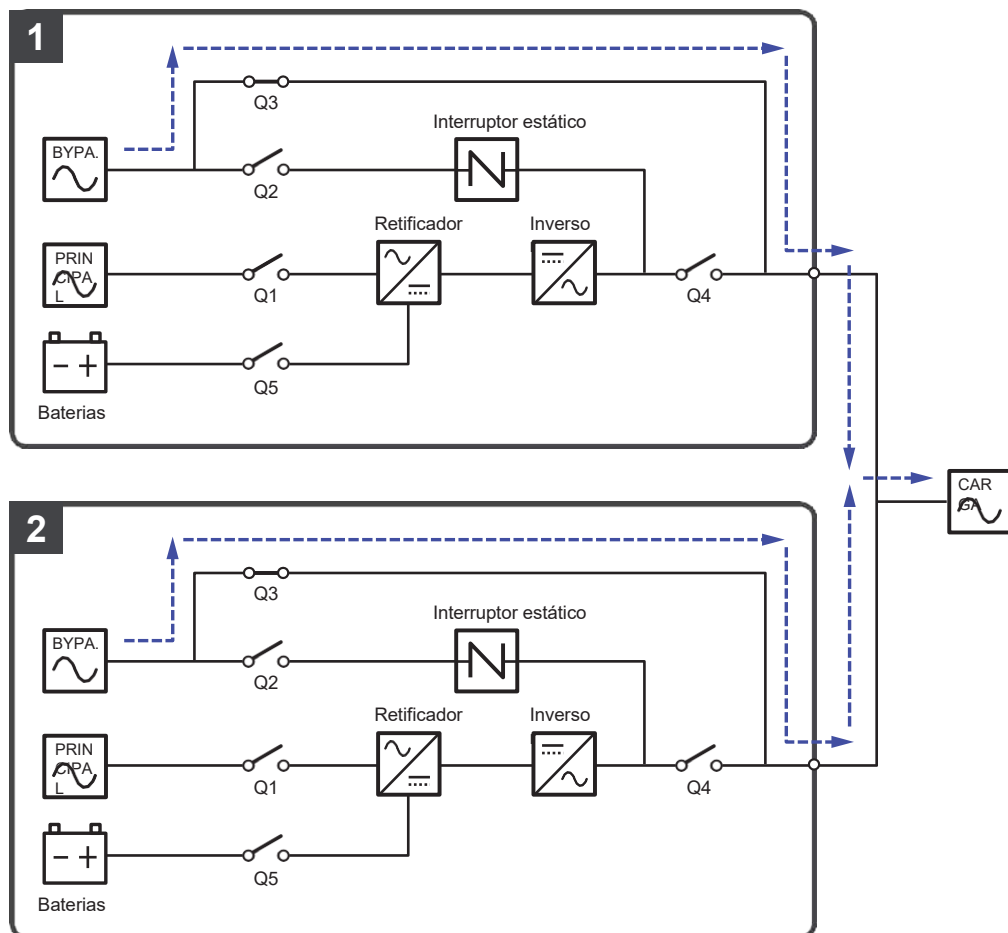 1
Q3
Interruptor estático
BYPA.
Q2
Retificador
Inverso
PRIN
CIPA
L
Q1
Q4
Q5
Baterias
CAR
GA
2
Q3
Interruptor estático
BYPA.
Q2
Retificador
Inverso
PRIN
CIPA
L
Q1
Q4
Q5
Baterias